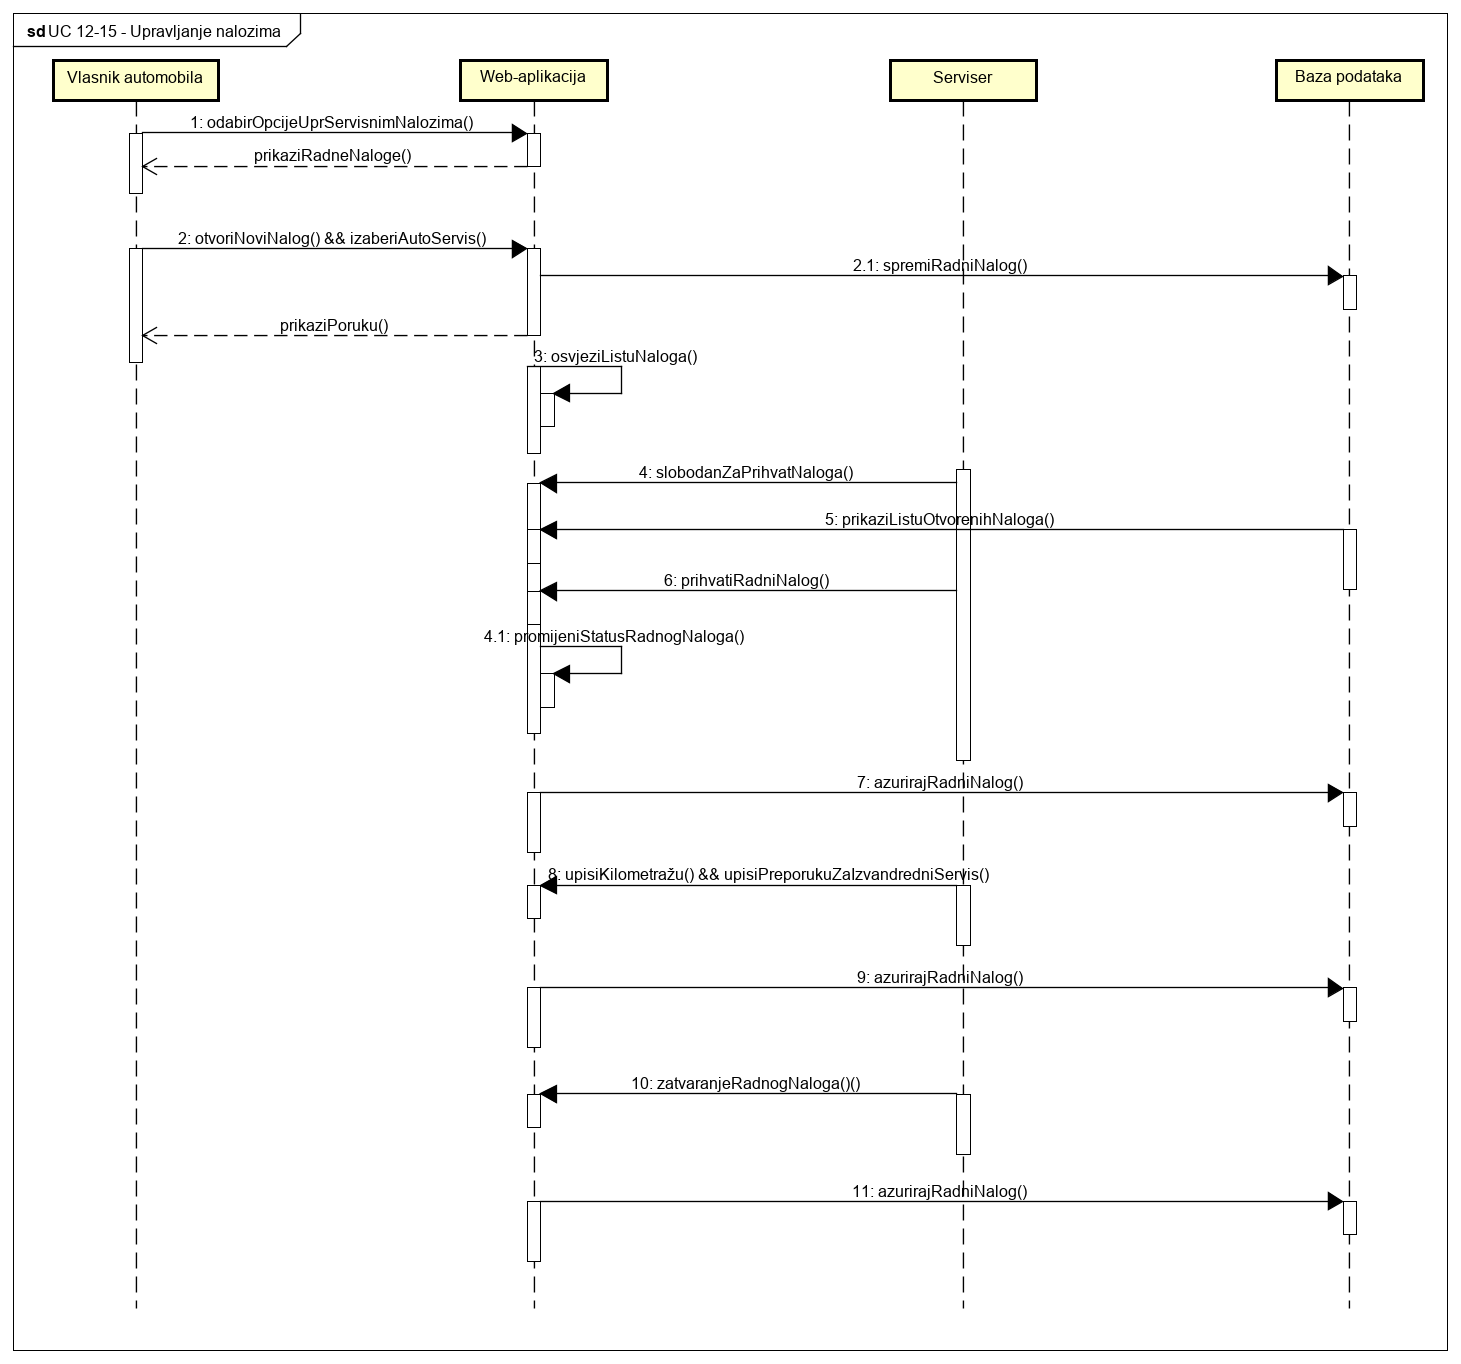 sd UC 12-15 - Upravljanje nalozima
Vlasnik automobila
Web-aplikacija
Serviser
Baza podataka
1: odabirOpcijeUprServisnimNalozima()
prikaziRadneNaloge()
2: otvoriNoviNalog() && izaberiAutoServis()
2.1: spremiRadniNalog()
prikaziPoruku()
3: osvjeziListuNaloga()
4: slobodanZaPrihvatNaloga()
5: prikaziListuOtvorenihNaloga()
6: prihvatiRadniNalog()
4.1: promijeniStatusRadnogNaloga()
7: azurirajRadniNalog()
8: upisiKilometražu() && upisiPreporukuZaIzvandredniServis()
9: azurirajRadniNalog()
10: zatvaranjeRadnogNaloga()()
11: azurirajRadniNalog()